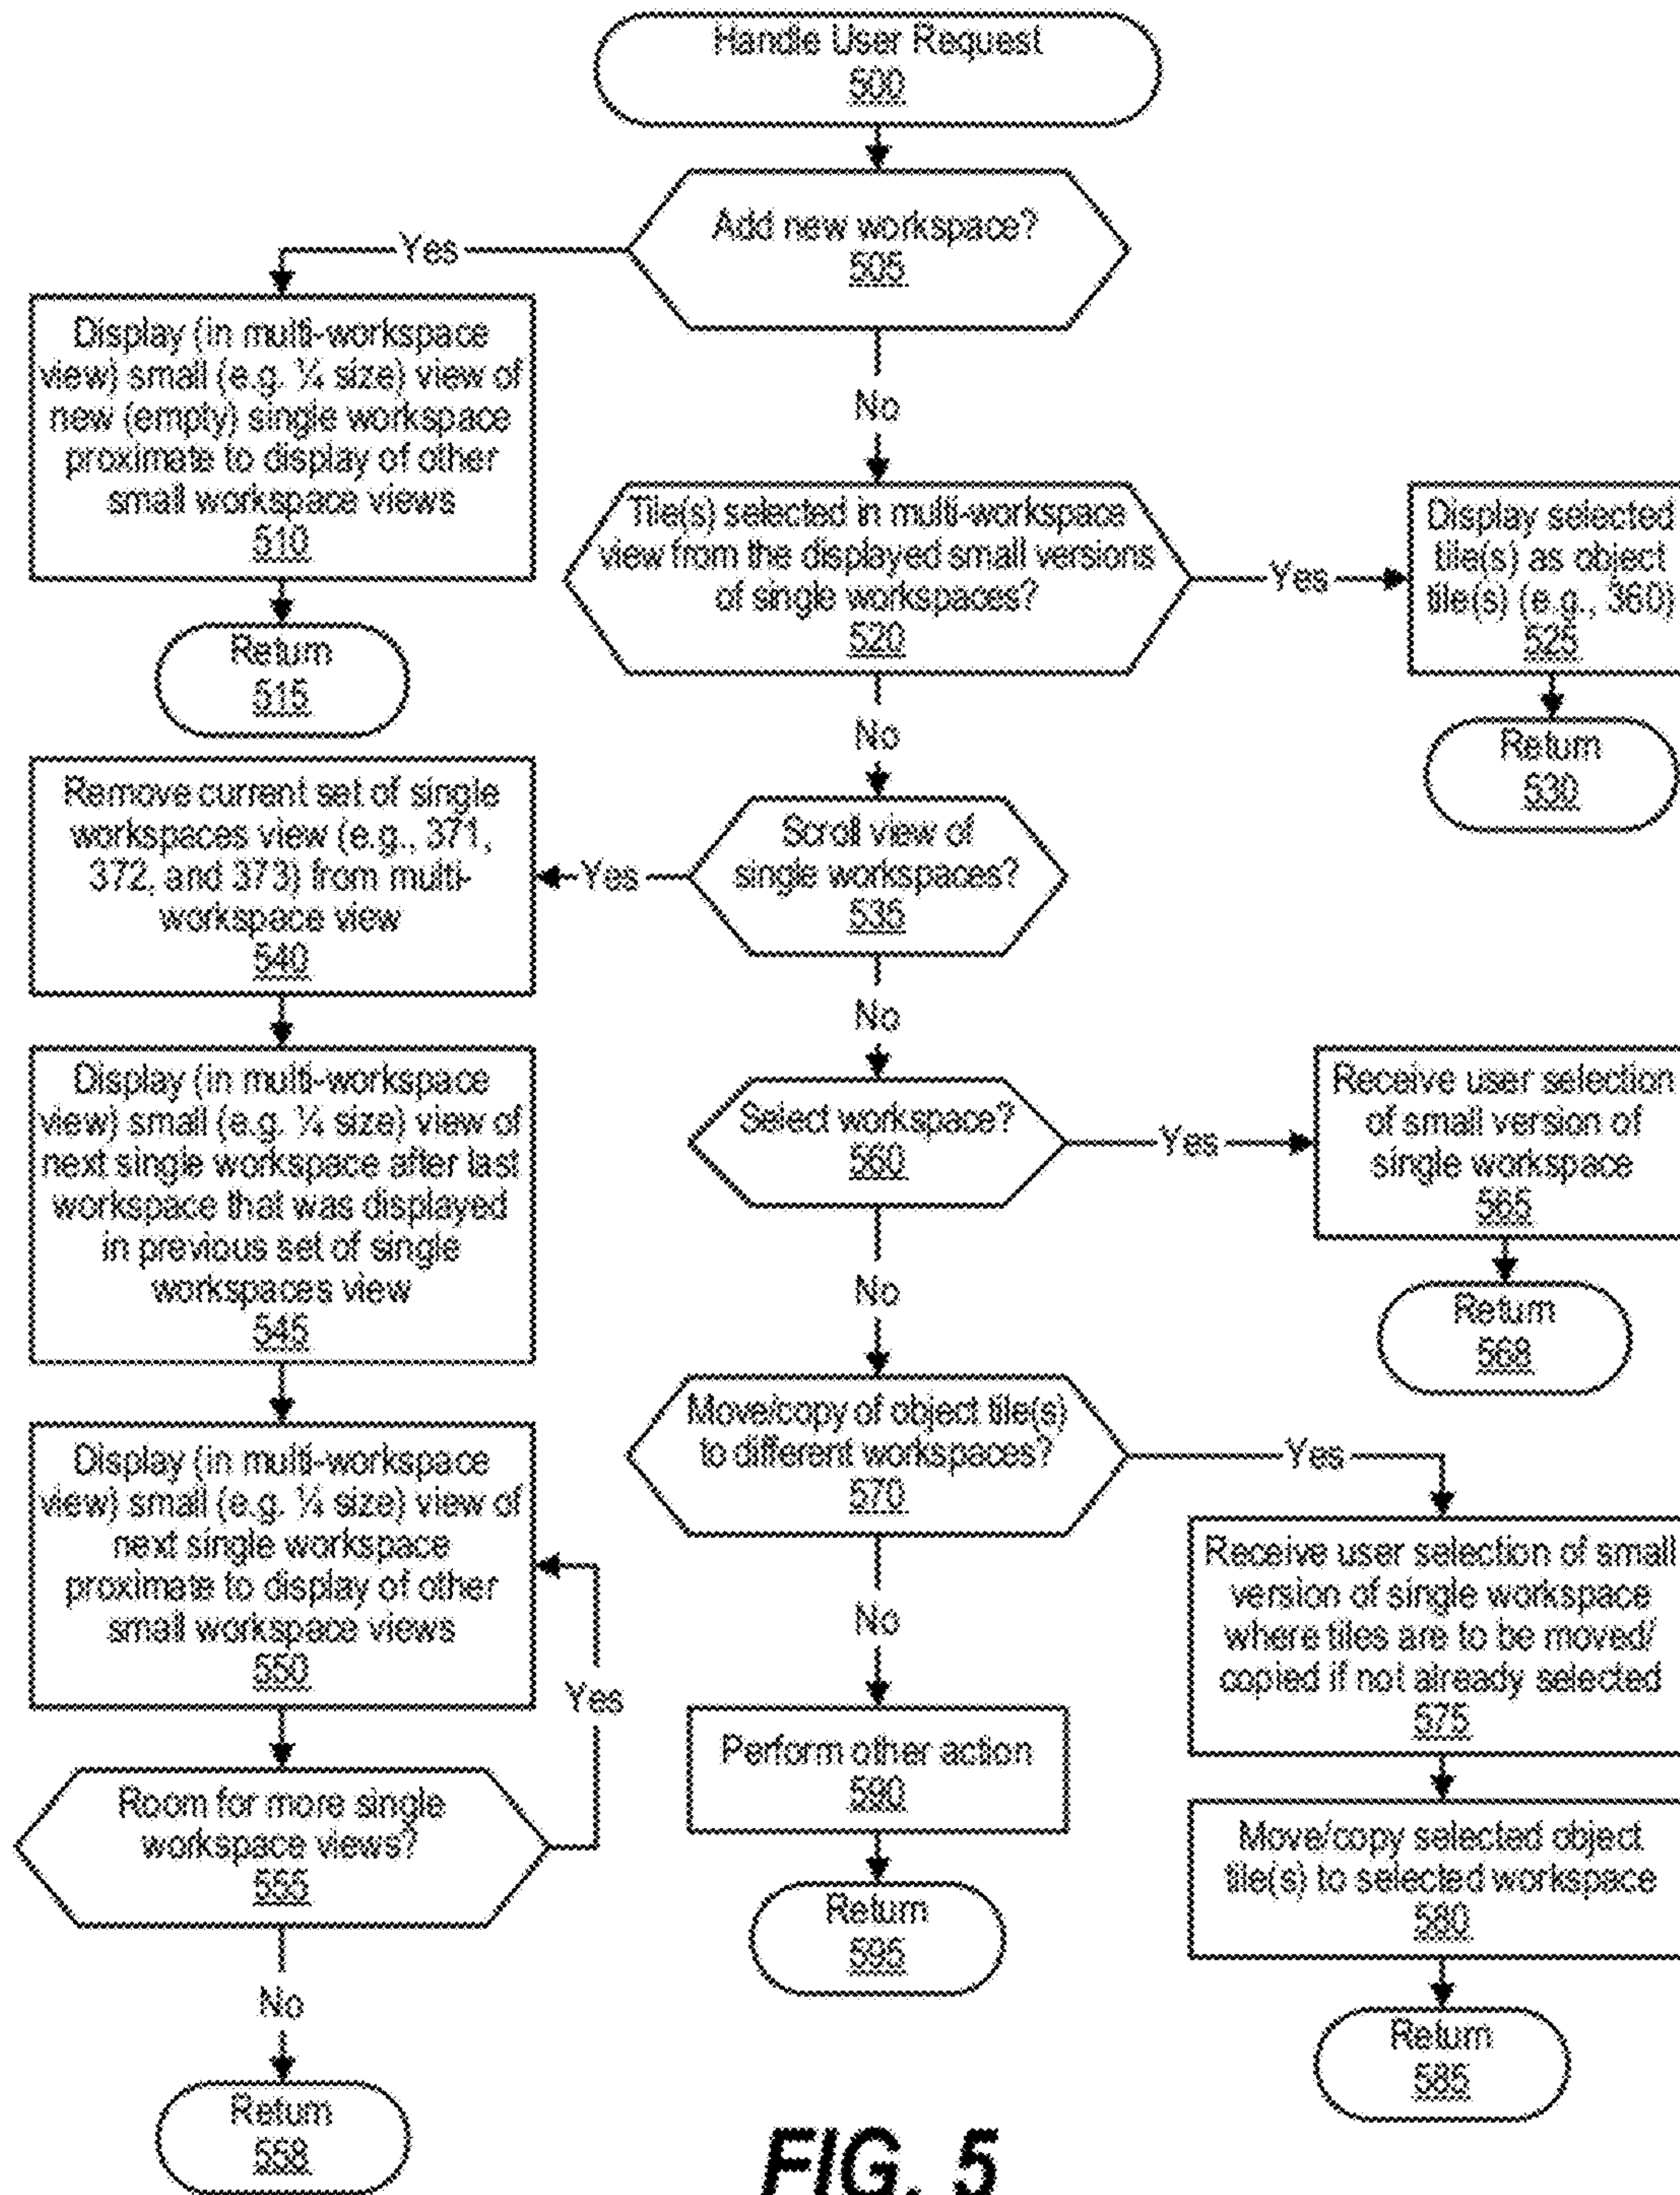 Handle User Request
500
Add new workspace?
505
Yes
No
Display (in multi-workspace
view) small (e.g. ¼ size) view of
new (empty) single workspace
proximate to display of other
small workspace views
510
Return
515
Tile(s) selected in multi-workspace
view from the displayed small versions
of single workspaces?
520
Yes
No
Display selected
tile(s) as object
tile(s) (e.g., 360)
525
Return
530
Scroll view of
single workspaces?
535
Yes
No
Remove current set of single
workspaces view (e.g., 371,
372, and 373) from multi-
workspace view
540
Display (in multi-workspace
view) small (e.g. ¼ size) view of
next single workspace after last
workspace that was displayed
in previous set of single
workspaces view
545
Display (in multi-workspace
view) small (e.g. ¼ size) view of
next single workspace
proximate to display of other
small workspace views
550
Room for more single
workspace views?
555
Yes
No
Return
558
Select workspace?
560
Yes
No
Receive user selection
of small version of
single workspace
565
Return
568
Move/copy of object tile(s)
to different workspaces?
570
Yes
No
Receive user selection of small
version of single workspace
where tiles are to be moved/
copied if not already selected
575
Move/copy selected object
tile(s) to selected workspace
580
Return
585
Perform other action
590
Return
595
FIG. 5